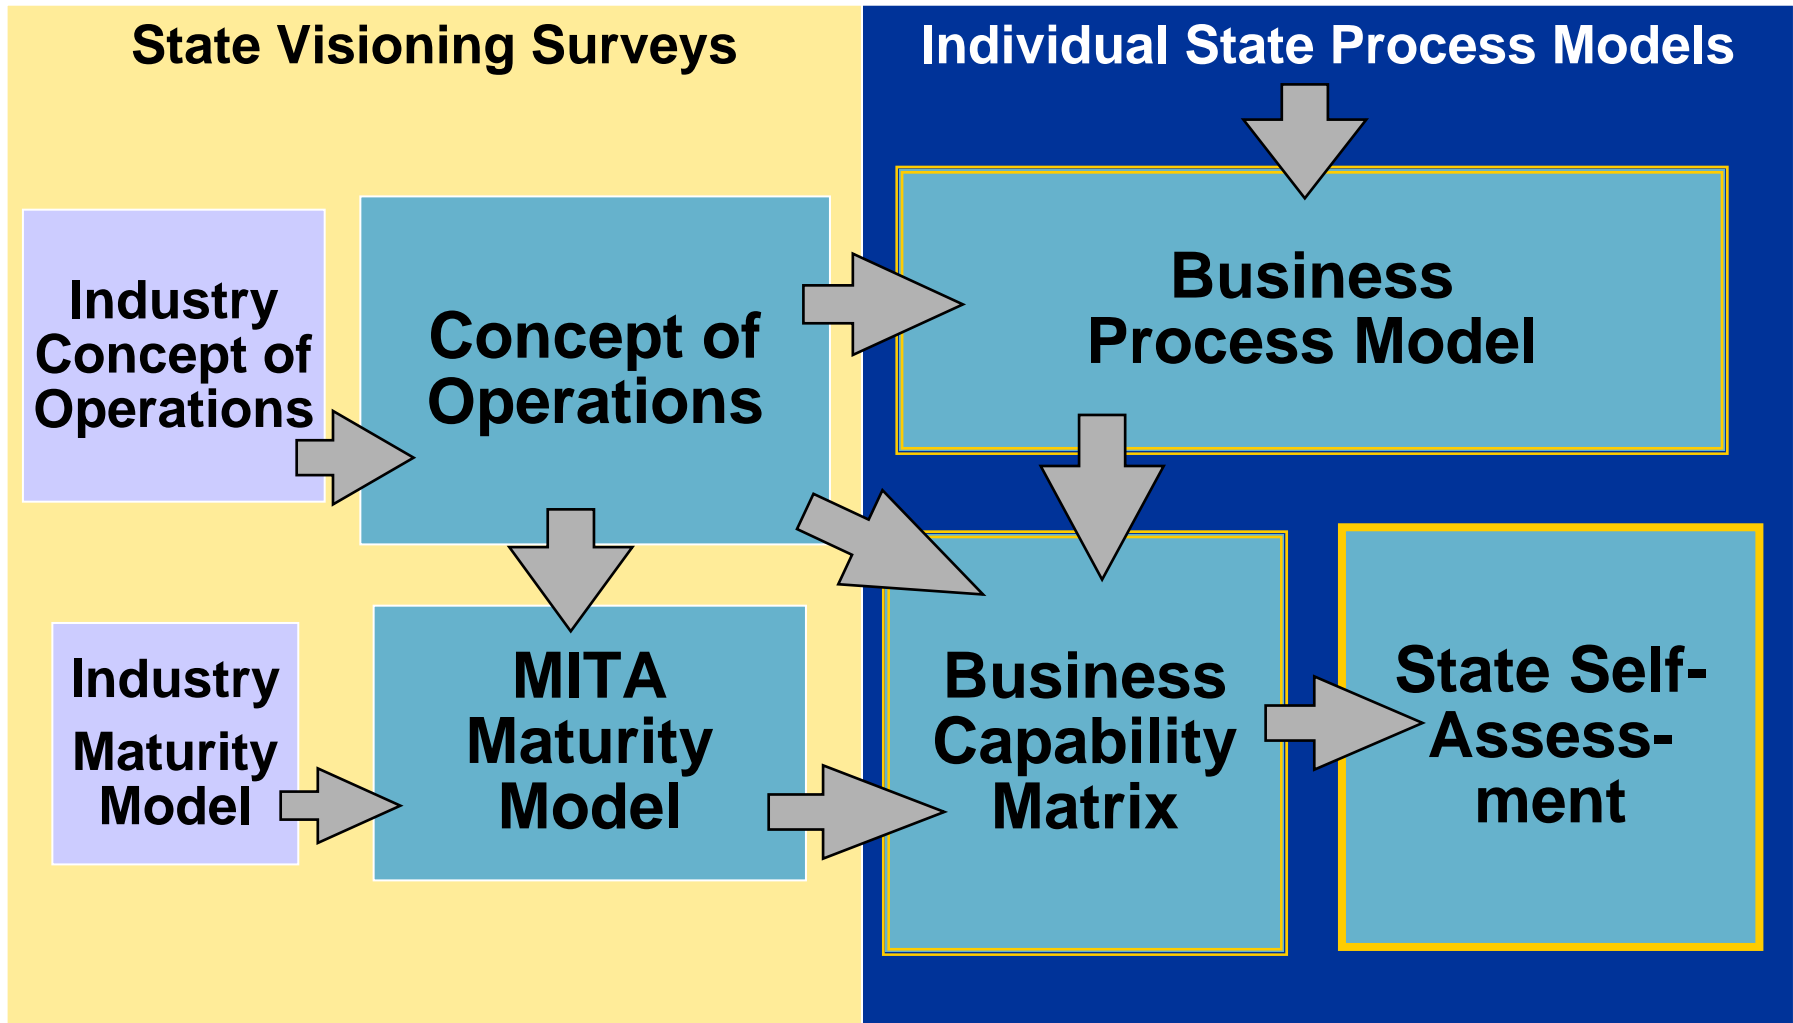 State Visioning Surveys
Individual State Process Models
Industry
Concept of
Operations
Concept of
Operations
Business
Process Model
Industry
Maturity
Model
MITA
Maturity
Model
Business
Capability
Matrix
State Self-
Assess-
ment